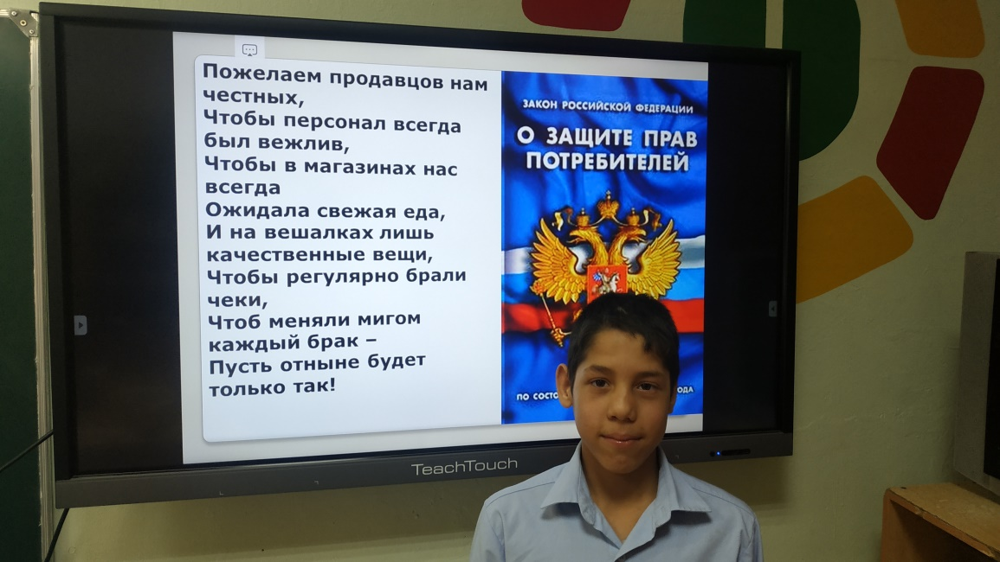 Пожелаем продавцов нам
честных,
Чтобы персонал всегда
был вежлив,
Чтобы в магазинах нас
всегда
Ожидала свежая еда,
И на вешалках лишь
качественные вещи,
Чтобы регулярно брали
чеки,
Чтоб меняли мигом
каждый брак –
Пусть отныне будет
только так!
ЗАКОН РОССИЙСКОЙ ФЕДЕРАЦИИ
О ЗАЩИТЕ ПРАВ
ПОТРЕБИТЕЛЕЙ
ПО
TeachTouch